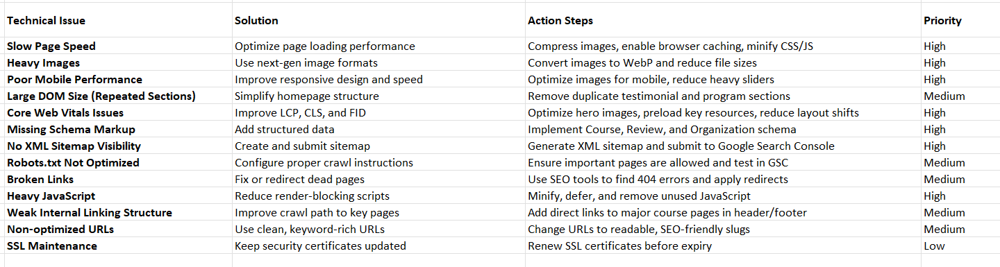 Technical Issue Solution Action Steps Priority
Slow Page Speed Optimize page loading performance Compress images, enable browser caching, minify CSS/JS High
Heavy Images Use next-gen image formats Convert images to WebP and reduce file sizes High
Poor Mobile Performance Improve responsive design and speed Optimize images for mobile, reduce heavy sliders High
Large DOM Size (Repeated Sections) Simplify homepage structure Remove duplicate testimonial and program sections Medium
Core Web Vitals Issues Improve LCP, CLS, and FID Optimize hero images, preload key resources, reduce layout shifts High
Missing Schema Markup Add structured data Implement Course, Review, and Organization schema High
No XML Sitemap Visibility Create and submit sitemap Generate XML sitemap and submit to Google Search Console High
Robots.txt Not Optimized Configure proper crawl instructions Ensure important pages are allowed and test in GSC Medium
Broken Links Fix or redirect dead pages Use SEO tools to find 404 errors and apply redirects Medium
Heavy JavaScript Reduce render-blocking scripts Minify, defer, and remove unused JavaScript High
Weak Internal Linking Structure Improve crawl path to key pages Add direct links to major course pages in header/footer Medium
Non-optimized URLs Use clean, keyword-rich URLs Change URLs to readable, SEO-friendly slugs Medium
SSL Maintenance Keep security certificates updated Renew SSL certificates before expiry Low